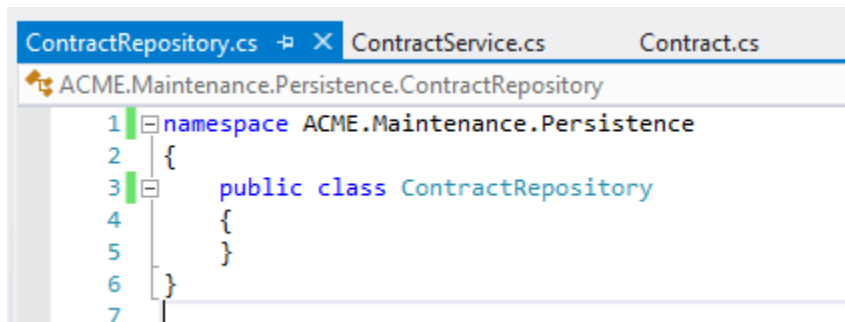 ContractRepository.cs ContractService.cs Contract.cs
ACME.Maintenance.Persistence.ContractRepository
1 namespace ACME.Maintenance.Persistence
2 {
3 public class ContractRepository
4 {
5 }
6 }
7